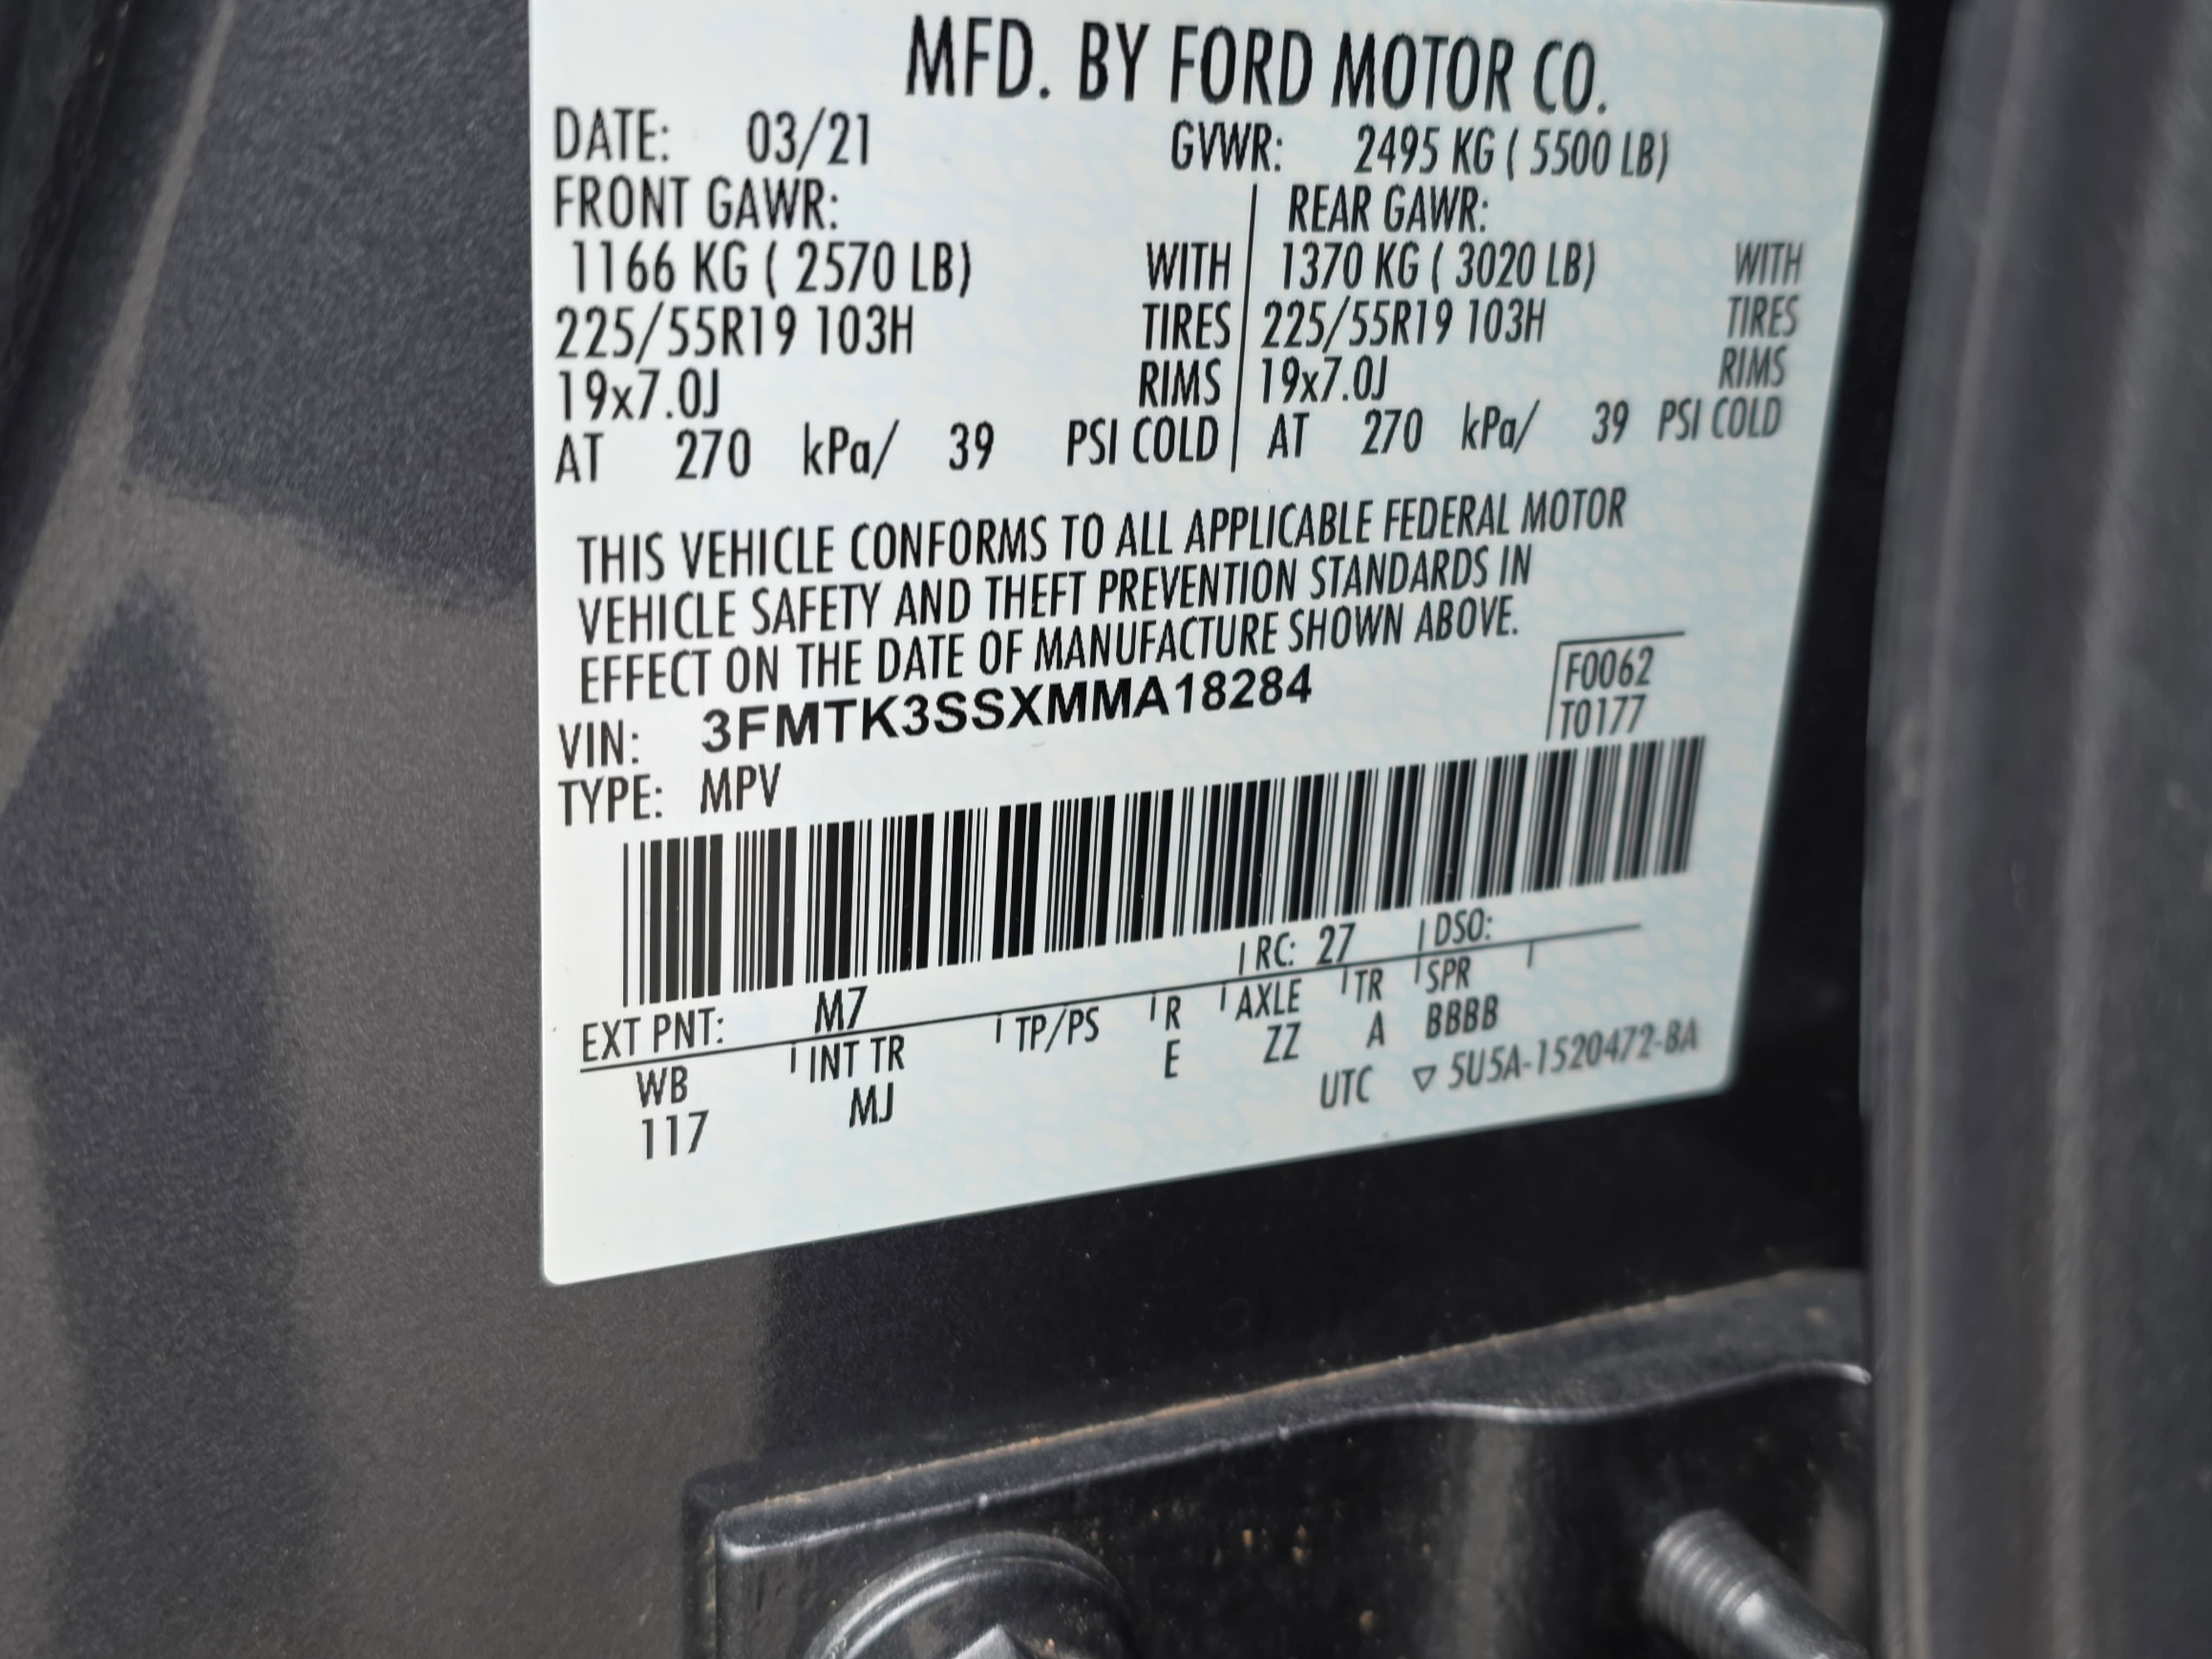 MFD. BY FORD MOTOR CO.
DATE: 03/21 GVWR: 2495 KG ( 5500 LB)
FRONT GAWR: REAR GAWR:
1166 KG ( 2570 LB) WITH 1370 KG ( 3020 LB) WITH
225/55R19 103H TIRES 225/55R19 103H TIRES
19x7.0J RIMS 19x7.0J RIMS
AT 270 kPa/ 39 PSI COLD AT 270 kPa/ 39 PSI COLD
THIS VEHICLE CONFORMS TO ALL APPLICABLE FEDERAL MOTOR
VEHICLE SAFETY AND THEFT PREVENTION STANDARDS IN
EFFECT ON THE DATE OF MANUFACTURE SHOWN ABOVE.
VIN: 3FMTK3SSXMMA18284 F0062
TYPE: MPV T0177
EXT PNT: M7 RC: 27 DSO:
WB INT TR TP/PS R AXLE TR SPR
117 MJ E ZZ A BBBB
UTC ▽ 5U5A-1520472-BA